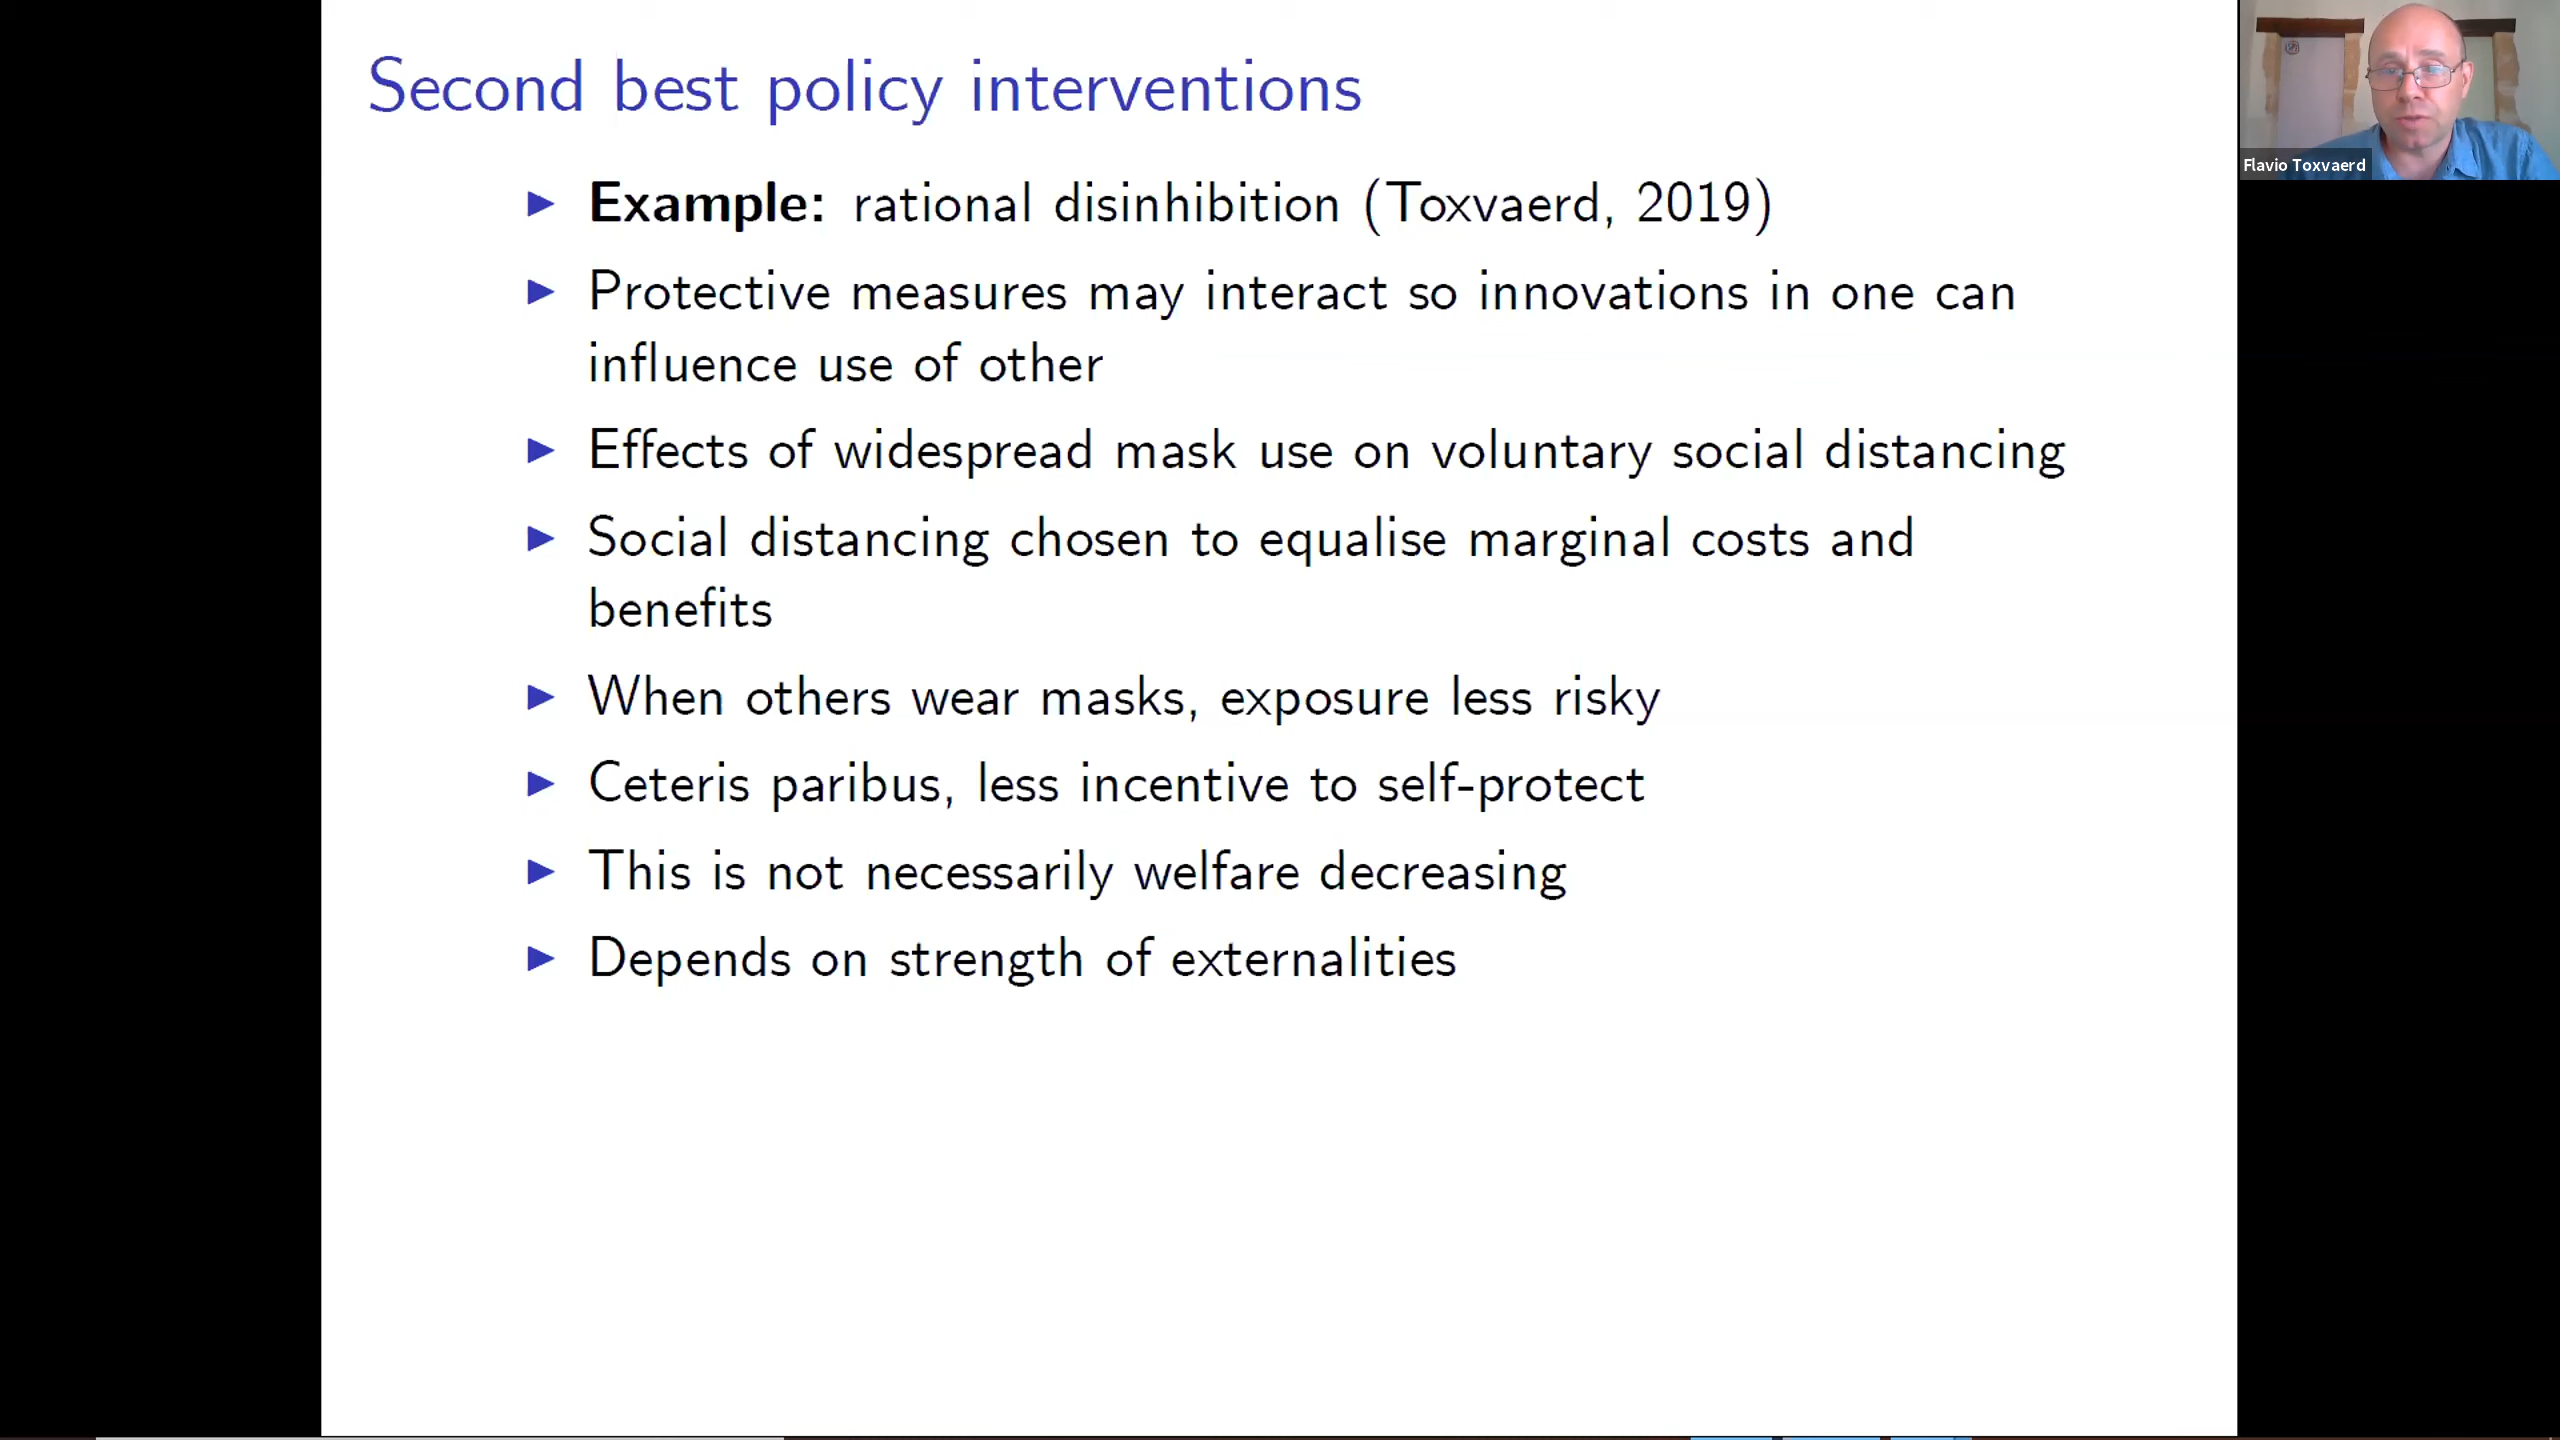 Second best policy interventions
Flavio Toxvaerd
▶ Example: rational disinhibition (Toxvaerd, 2019)
▶ Protective measures may interact so innovations in one can
influence use of other
▶ Effects of widespread mask use on voluntary social distancing
▶ Social distancing chosen to equalise marginal costs and
benefits
▶ When others wear masks, exposure less risky
▶ Ceteris paribus, less incentive to self-protect
▶ This is not necessarily welfare decreasing
▶ Depends on strength of externalities